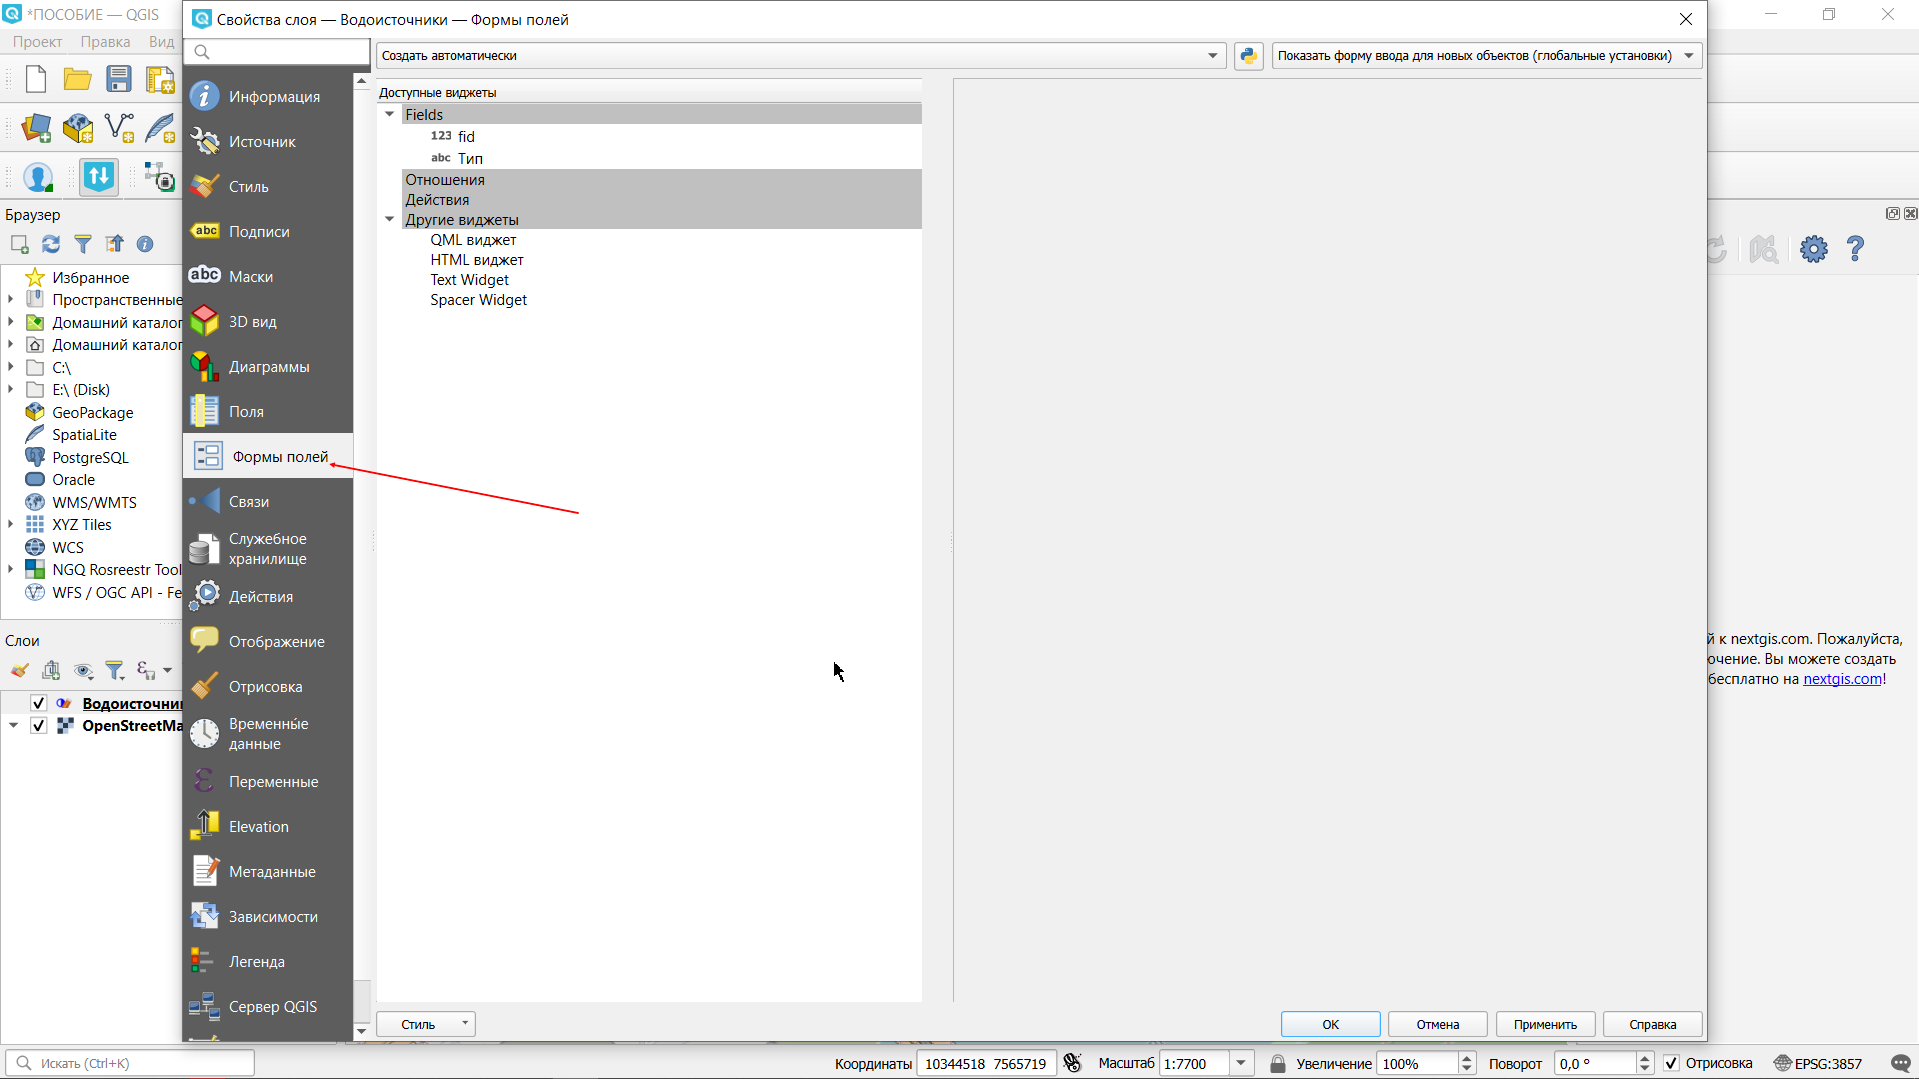 *ПОСОБИЕ — QGIS
Проект Правка Вид
Свойства слоя — Водоисточники — Формы полей
Создать автоматически
Показать форму ввода для новых объектов (глобальные установки)
Информация
Источник
Стиль
Подписи
Маски
3D вид
Диаграммы
Поля
Формы полей
Связи
Служебное
хранилище
Действия
Отображение
Отрисовка
Временные
данные
Переменные
Elevation
Метаданные
Зависимости
Легенда
Сервер QGIS
Доступные виджеты
Fields
123 fid
abc Тип
Отношения
Действия
Другие виджеты
QML виджет
HTML виджет
Text Widget
Spacer Widget
Стиль
OK
Отмена
Применить
Справка
Браузер
Избранное
Пространственные
Домашний каталог
Домашний каталог
C:\
E:\ (Disk)
GeoPackage
SpatiaLite
PostgreSQL
Oracle
WMS/WMTS
XYZ Tiles
WCS
NGQ Rosreestr Tool
WFS / OGC API - Fe
Слои
Водоисточни
OpenStreetMa
й к nextgis.com. Пожалуйста,
ючение. Вы можете создать
бесплатно на nextgis.com!
Искать (Ctrl+K)
Координаты 10344518 7565719
Масштаб 1:7700
Увеличение 100%
Поворот 0,0 °
Отрисовка
EPSG:3857